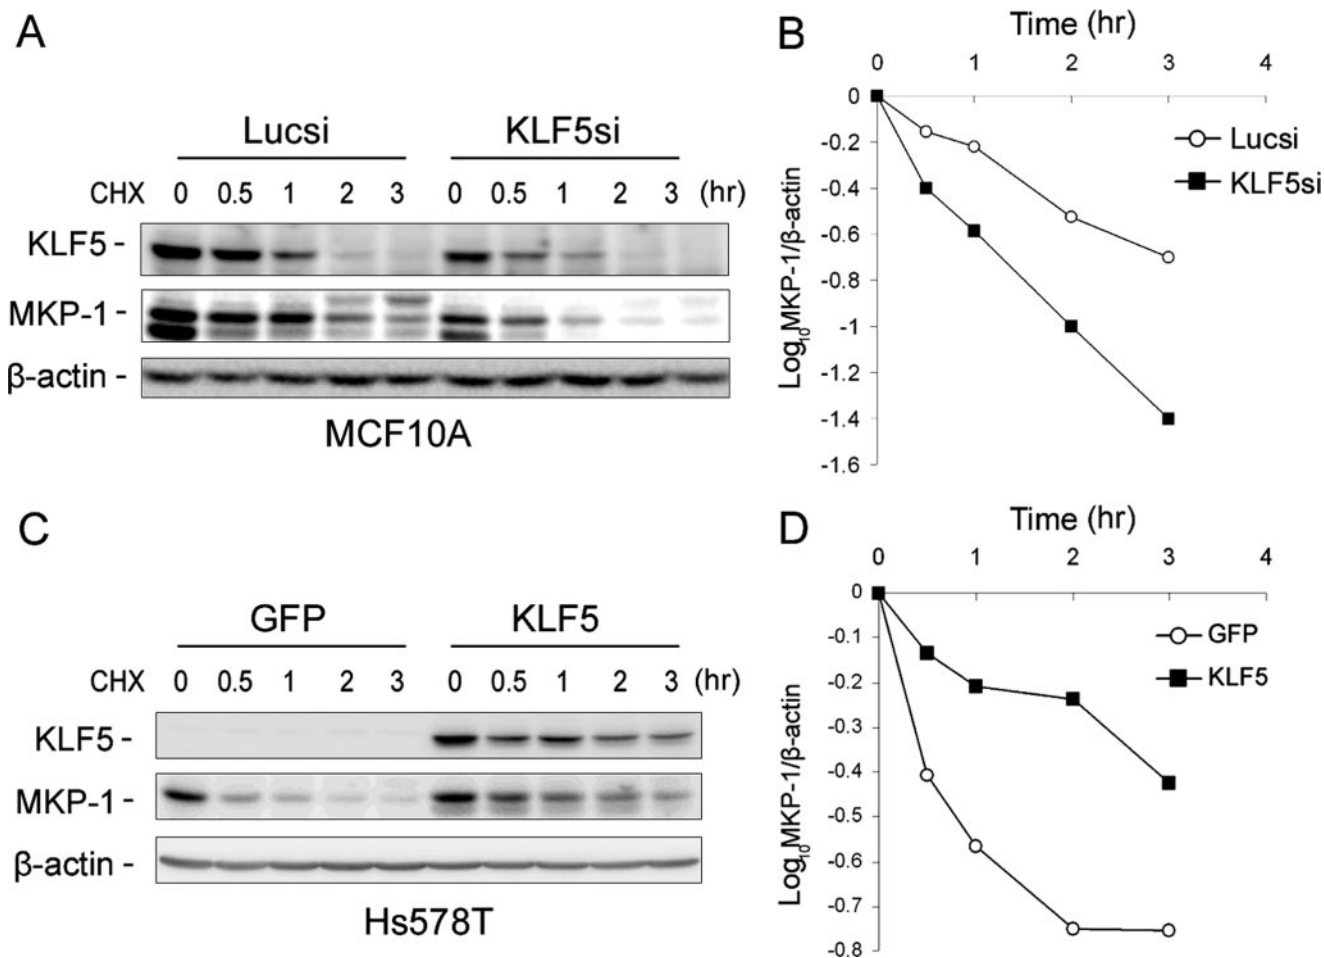 A
Lucsi KLF5si
CHX 0 0.5 1 2 3 0 0.5 1 2 3 (hr)
KLF5 -
MKP-1 -
β-actin -
MCF10A
B
Time (hr)
0 1 2 3 4
0
-0.2
-0.4
-0.6
-0.8
-1
-1.2
-1.4
-1.6
Log₁₀MKP-1/β-actin
Lucsi
KLF5si
C
GFP KLF5
CHX 0 0.5 1 2 3 0 0.5 1 2 3 (hr)
KLF5 -
MKP-1 -
β-actin -
Hs578T
D
Time (hr)
0 1 2 3 4
0
-0.1
-0.2
-0.3
-0.4
-0.5
-0.6
-0.7
-0.8
Log₁₀MKP-1/β-actin
GFP
KLF5